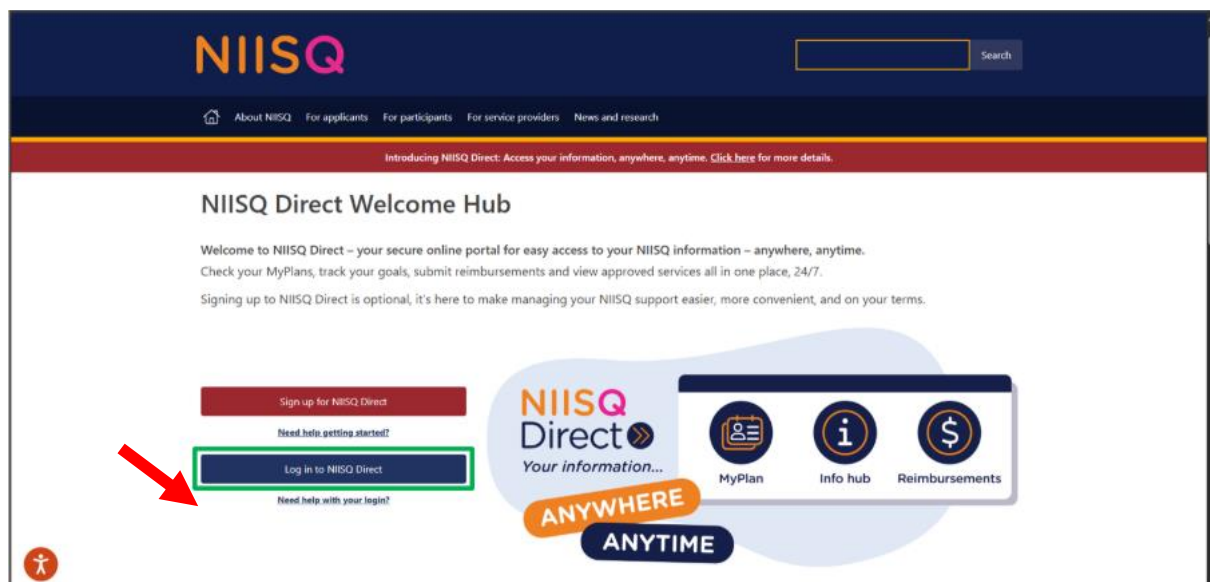 NIISQ
Search
About NIISQ For applicants For participants For service providers News and research
Introducing NIISQ Direct: Access your information, anywhere, anytime. Click here for more details.
NIISQ Direct Welcome Hub
Welcome to NIISQ Direct – your secure online portal for easy access to your NIISQ information – anywhere, anytime.
Check your MyPlans, track your goals, submit reimbursements and view approved services all in one place, 24/7.
Signing up to NIISQ Direct is optional, it's here to make managing your NIISQ support easier, more convenient, and on your terms.
Sign up for NIISQ Direct
Need help getting started?
Log in to NIISQ Direct
Need help with your login?
NIISQ
Direct
Your information...
ANYWHERE
ANYTIME
MyPlan Info hub Reimbursements